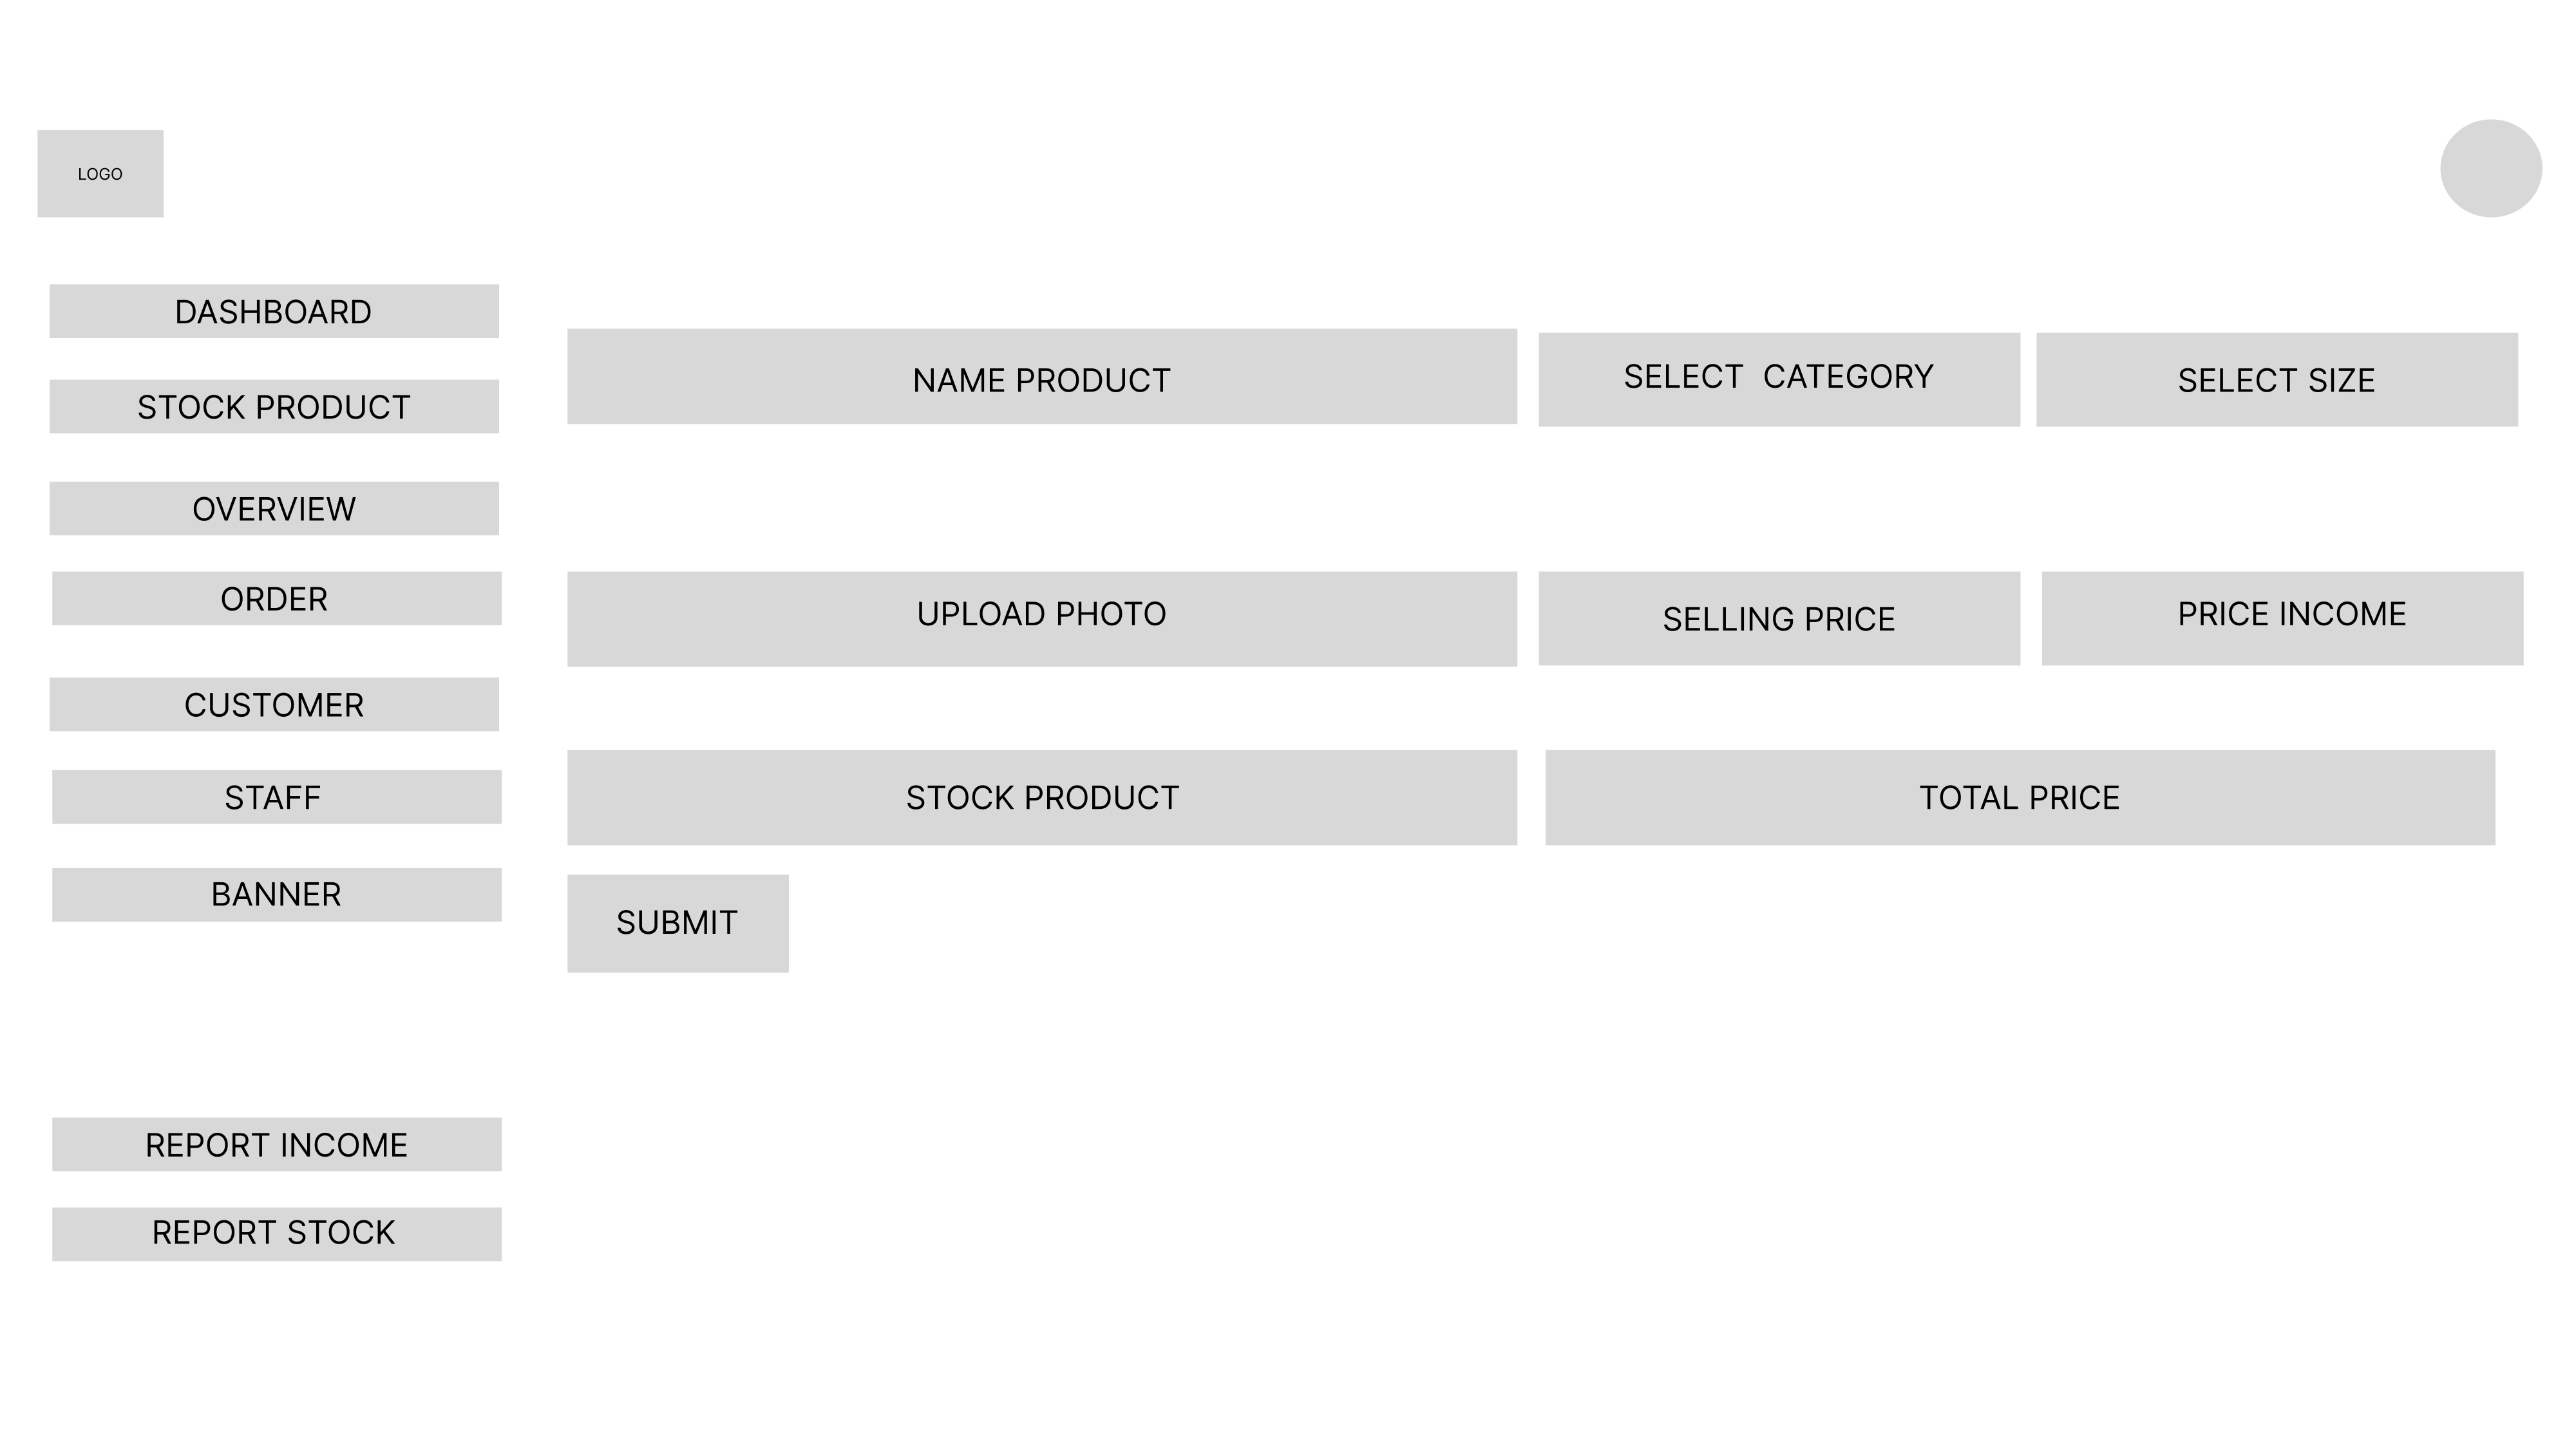 LOGO
DASHBOARD
STOCK PRODUCT
OVERVIEW
ORDER
CUSTOMER
STAFF
BANNER
REPORT INCOME
REPORT STOCK
NAME PRODUCT
SELECT  CATEGORY
SELECT SIZE
UPLOAD PHOTO
SELLING PRICE
PRICE INCOME
STOCK PRODUCT
TOTAL PRICE
SUBMIT